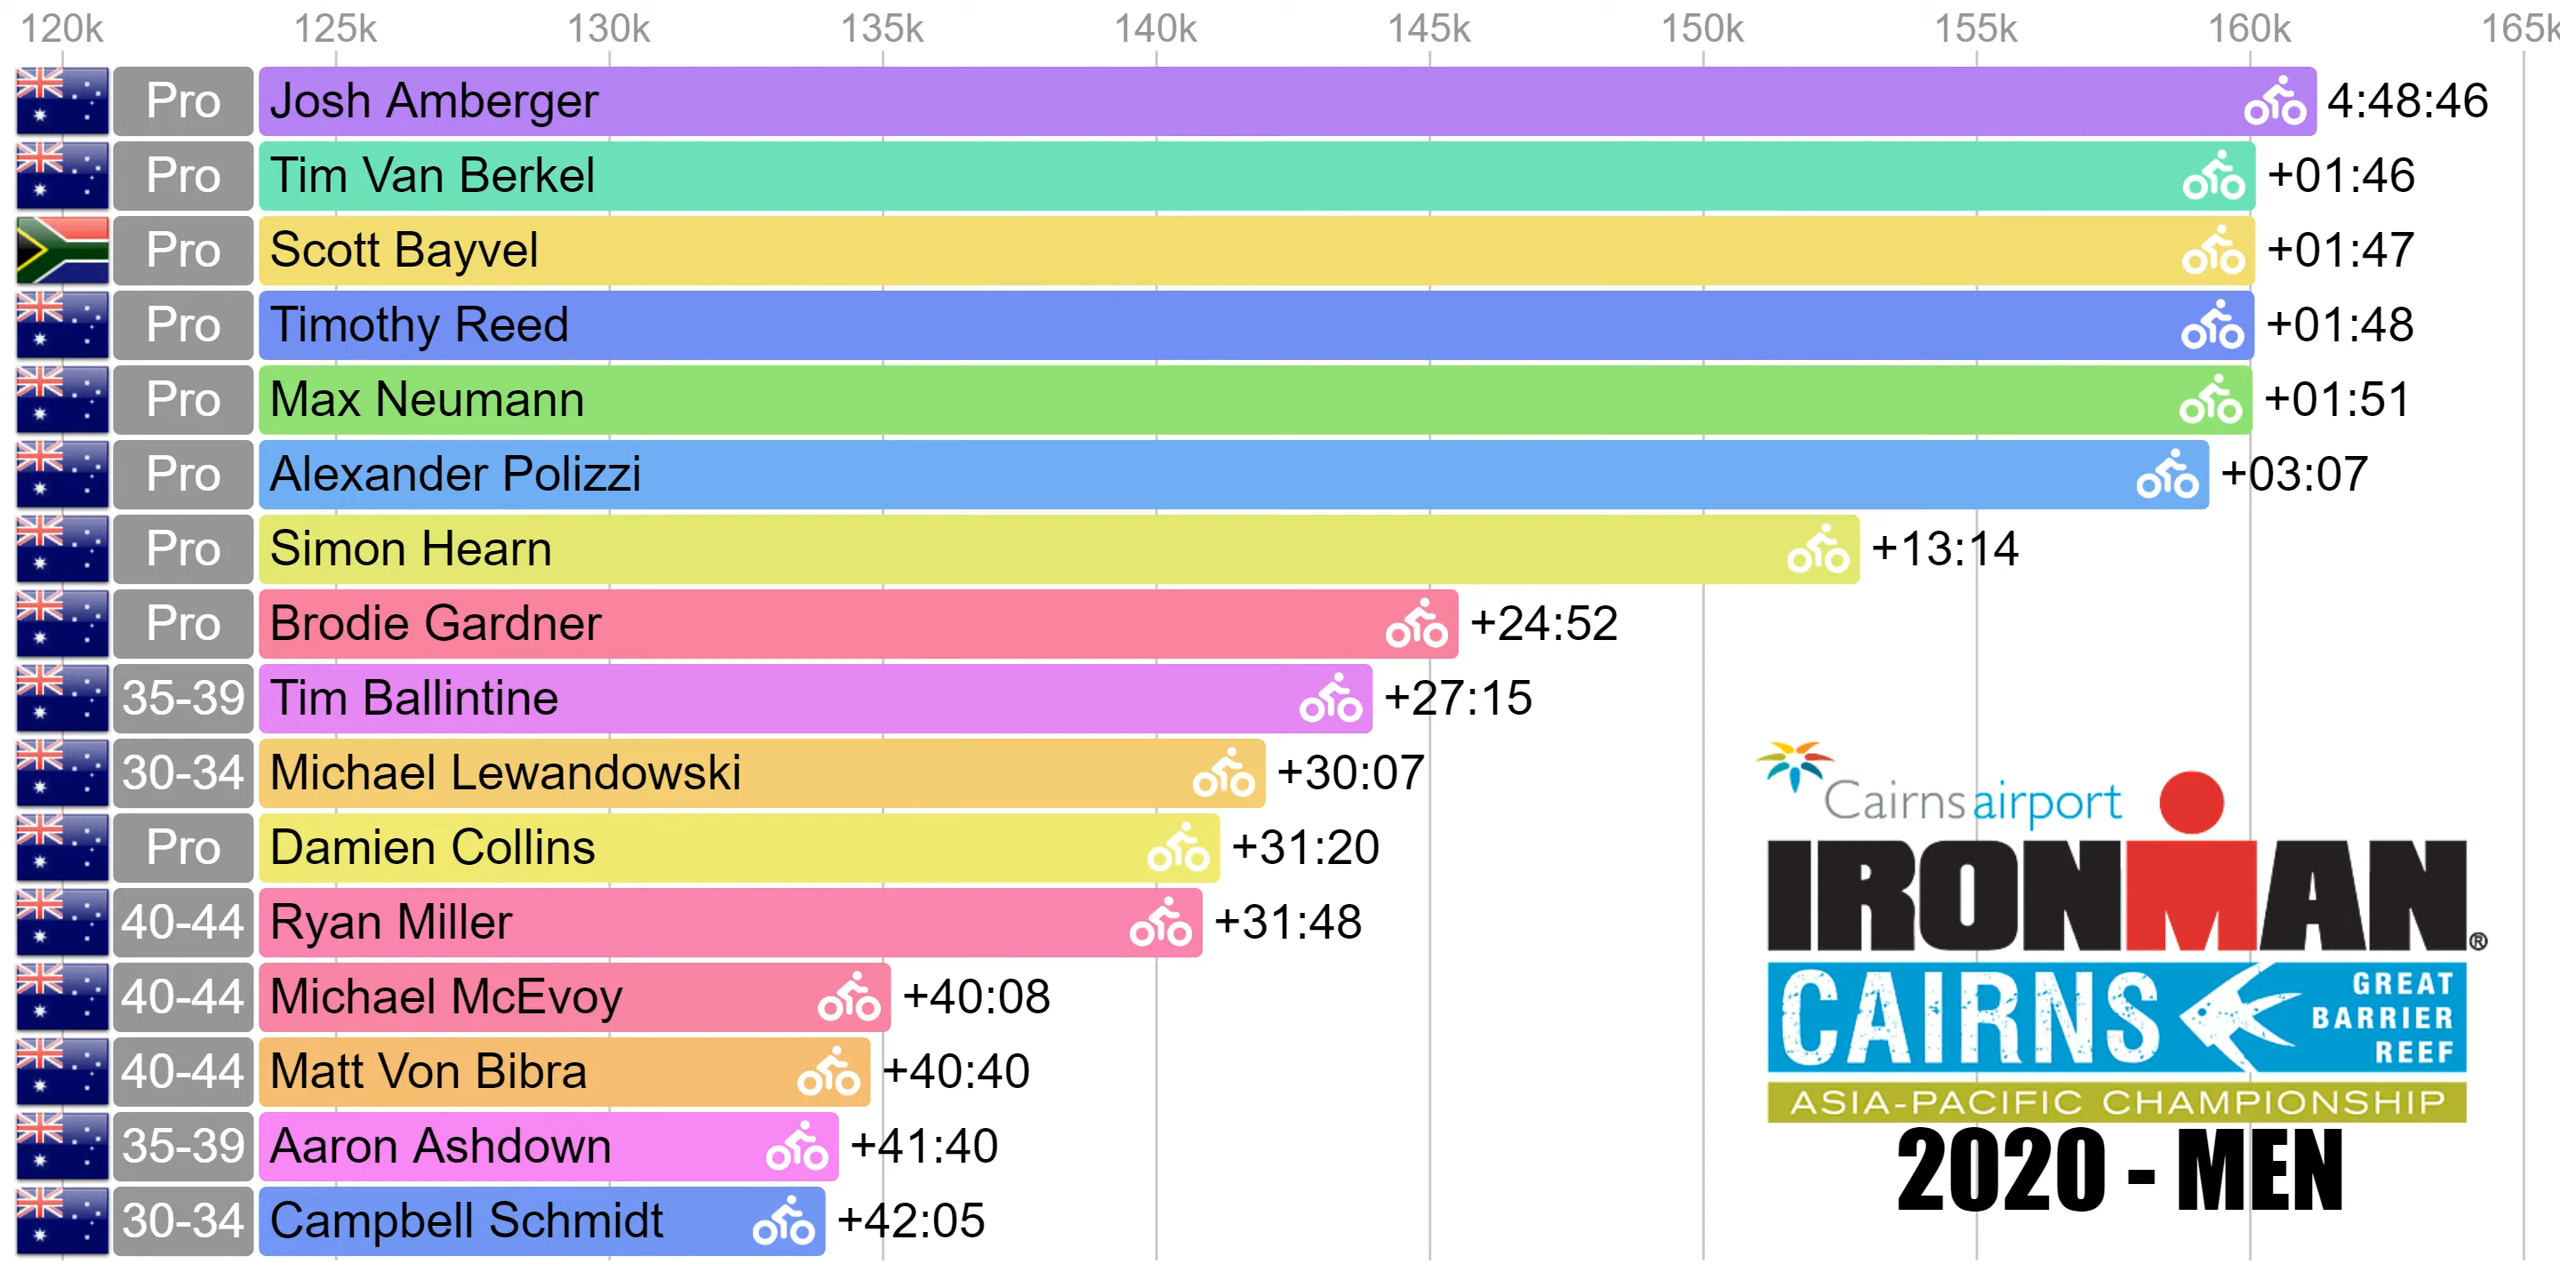 120k 125k 130k 135k 140k 145k 150k 155k 160k 165k
Pro Josh Amberger 4:48:46
Pro Tim Van Berkel +01:46
Pro Scott Bayvel +01:47
Pro Timothy Reed +01:48
Pro Max Neumann +01:51
Pro Alexander Polizzi +03:07
Pro Simon Hearn +13:14
Pro Brodie Gardner +24:52
35-39 Tim Ballintine +27:15
30-34 Michael Lewandowski +30:07
Pro Damien Collins +31:20
40-44 Ryan Miller +31:48
40-44 Michael McEvoy +40:08
40-44 Matt Von Bibra +40:40
35-39 Aaron Ashdown +41:40
30-34 Campbell Schmidt +42:05
Cairns airport
IRONMAN®
CAIRNS
GREAT
BARRIER
REEF
ASIA-PACIFIC CHAMPIONSHIP
2020 - MEN